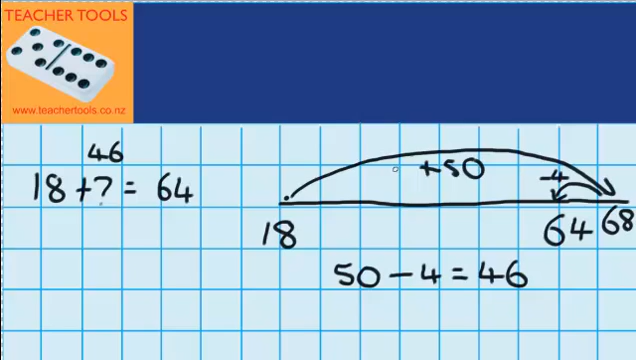 TEACHER TOOLS
www.teachertools.co.nz
46
18 + ? = 64
+50
-4
18
64
68
50 - 4 = 46